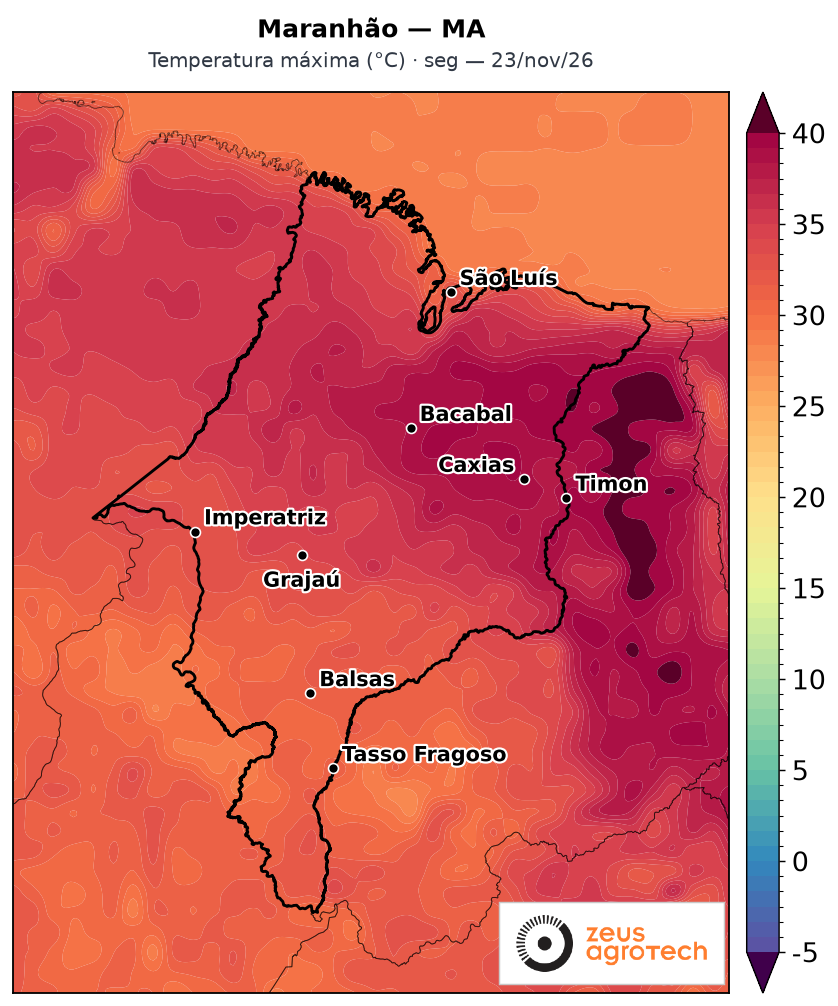 Maranhão — MA
Temperatura máxima (°C) · seg — 23/nov/26
São Luís
Bacabal
Caxias
Timon
Imperatriz
Grajaú
Balsas
Tasso Fragoso
40
35
30
25
20
15
10
5
0
-5
zeus
agrotech